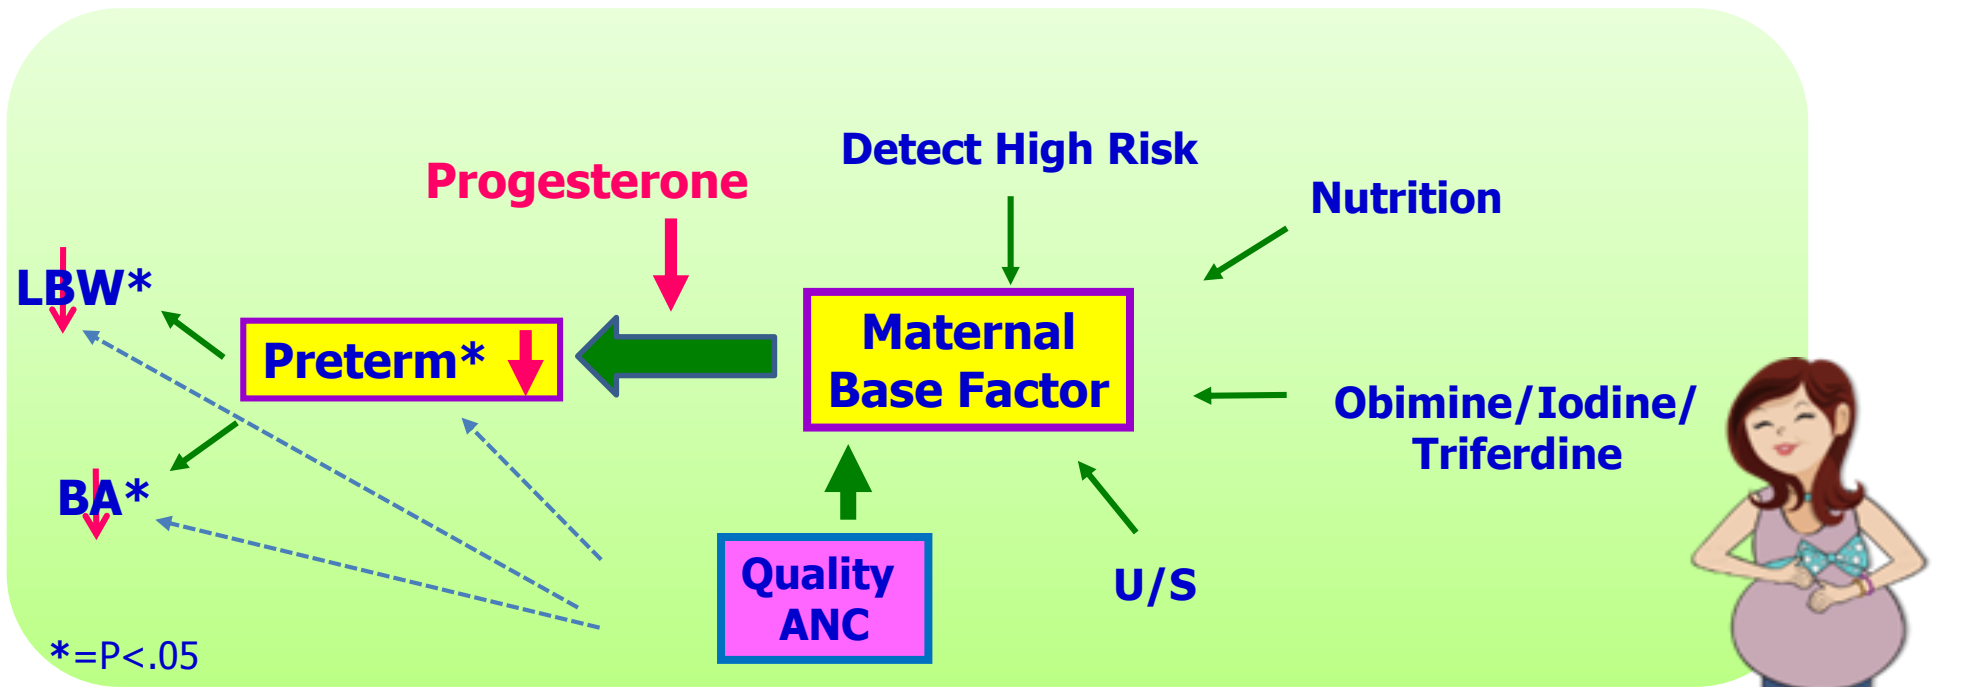 Detect High Risk
Progesterone
Nutrition
LBW*
Preterm*
Maternal
Base Factor
Obimine/Iodine/
Triferdine
BA*
Quality
ANC
U/S
*=P<.05